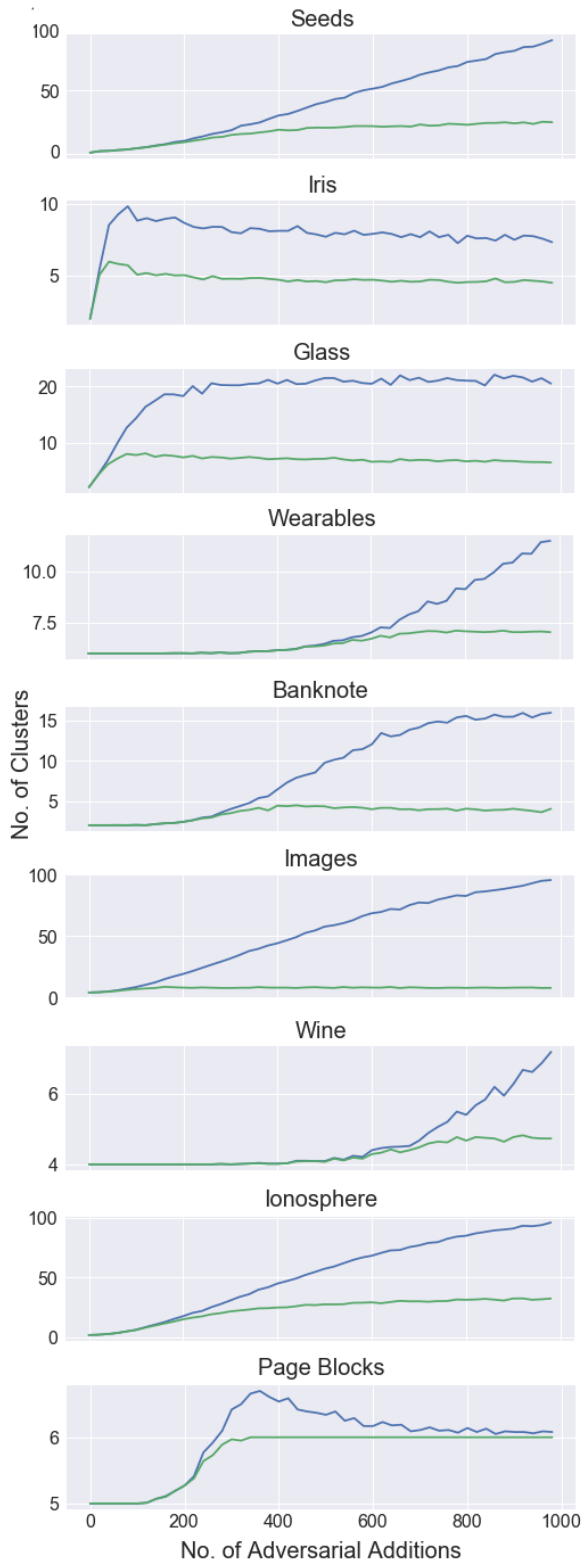 Seeds
100
50
0
Iris
10
5
Glass
20
10
Wearables
10.0
7.5
Banknote
15
10
5
No. of Clusters
Images
100
50
0
Wine
6
4
Ionosphere
100
50
0
Page Blocks
6
5
0 200 400 600 800 1000
No. of Adversarial Additions